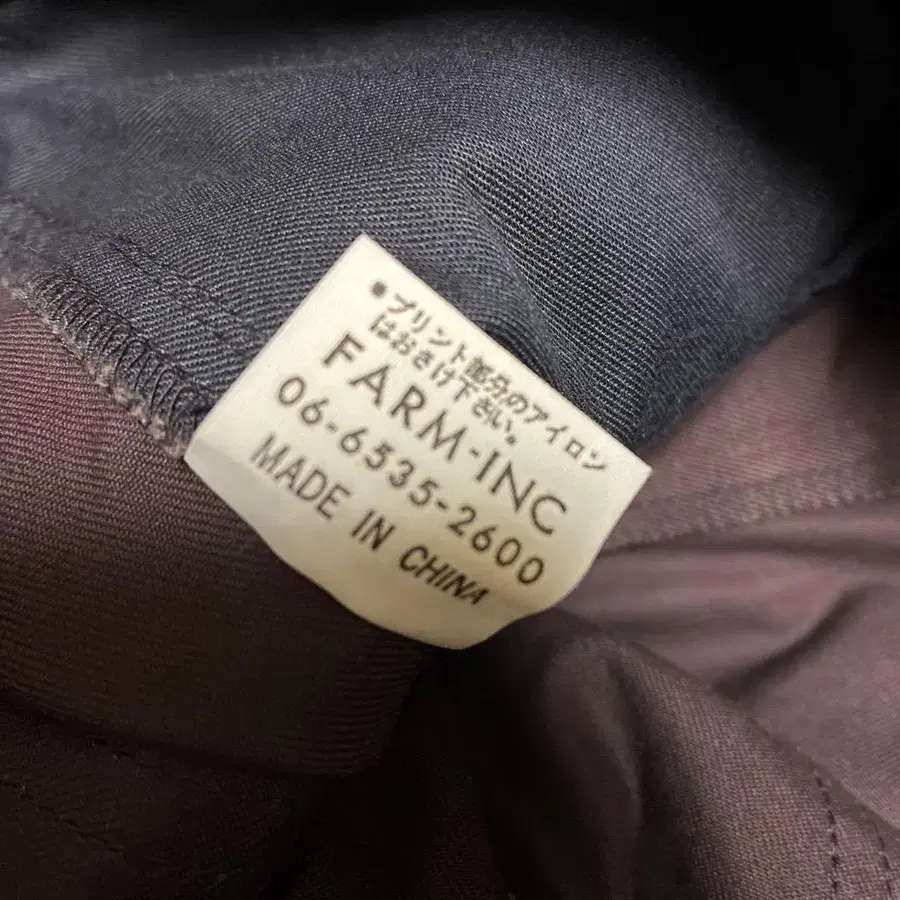 ※プリント部分のアイロン
はおさけ下さい。
FARM-INC
06-6535-2600
MADE IN CHINA